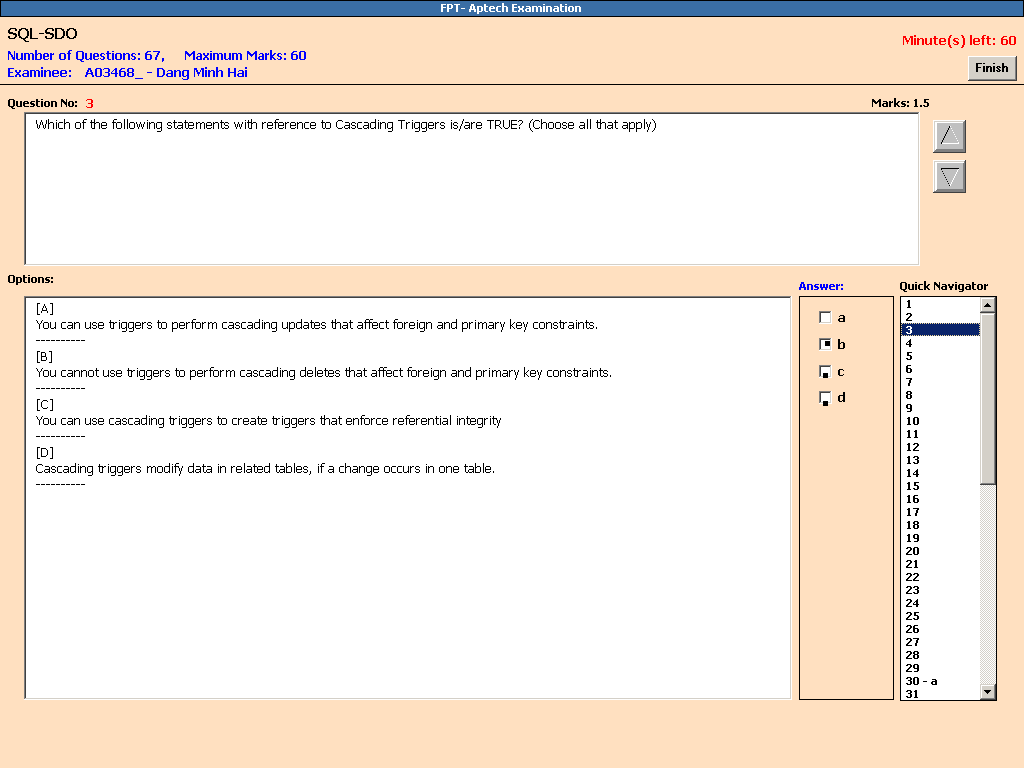 FPT- Aptech Examination
SQL-SDO
Number of Questions: 67, Maximum Marks: 60
Minute(s) left: 60
Examinee: A03468_ - Dang Minh Hai
Finish
Question No: 3
Marks: 1.5
Which of the following statements with reference to Cascading Triggers is/are TRUE? (Choose all that apply)
Options:
Answer:
Quick Navigator
[A]
You can use triggers to perform cascading updates that affect foreign and primary key constraints.
----------
[B]
You cannot use triggers to perform cascading deletes that affect foreign and primary key constraints.
----------
[C]
You can use cascading triggers to create triggers that enforce referential integrity
----------
[D]
Cascading triggers modify data in related tables, if a change occurs in one table.
----------
a
b
c
d
1
2
3
4
5
6
7
8
9
10
11
12
13
14
15
16
17
18
19
20
21
22
23
24
25
26
27
28
29
30 - a
31